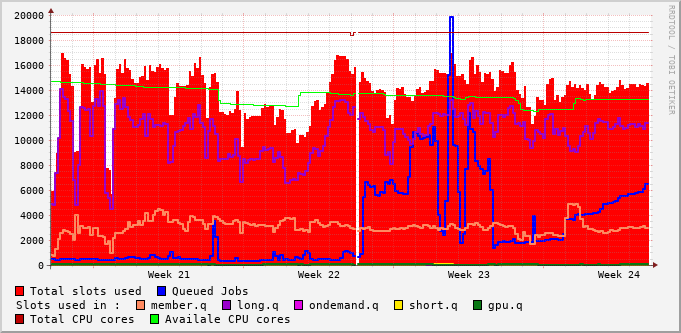 20000
18000
16000
14000
12000
10000
8000
6000
4000
2000
0
Week 21 Week 22 Week 23 Week 24
RRDTOOL / TOBI OETIKER
Total slots used Queued Jobs
Slots used in : member.q long.q ondemand.q short.q gpu.q
Total CPU cores Availale CPU cores